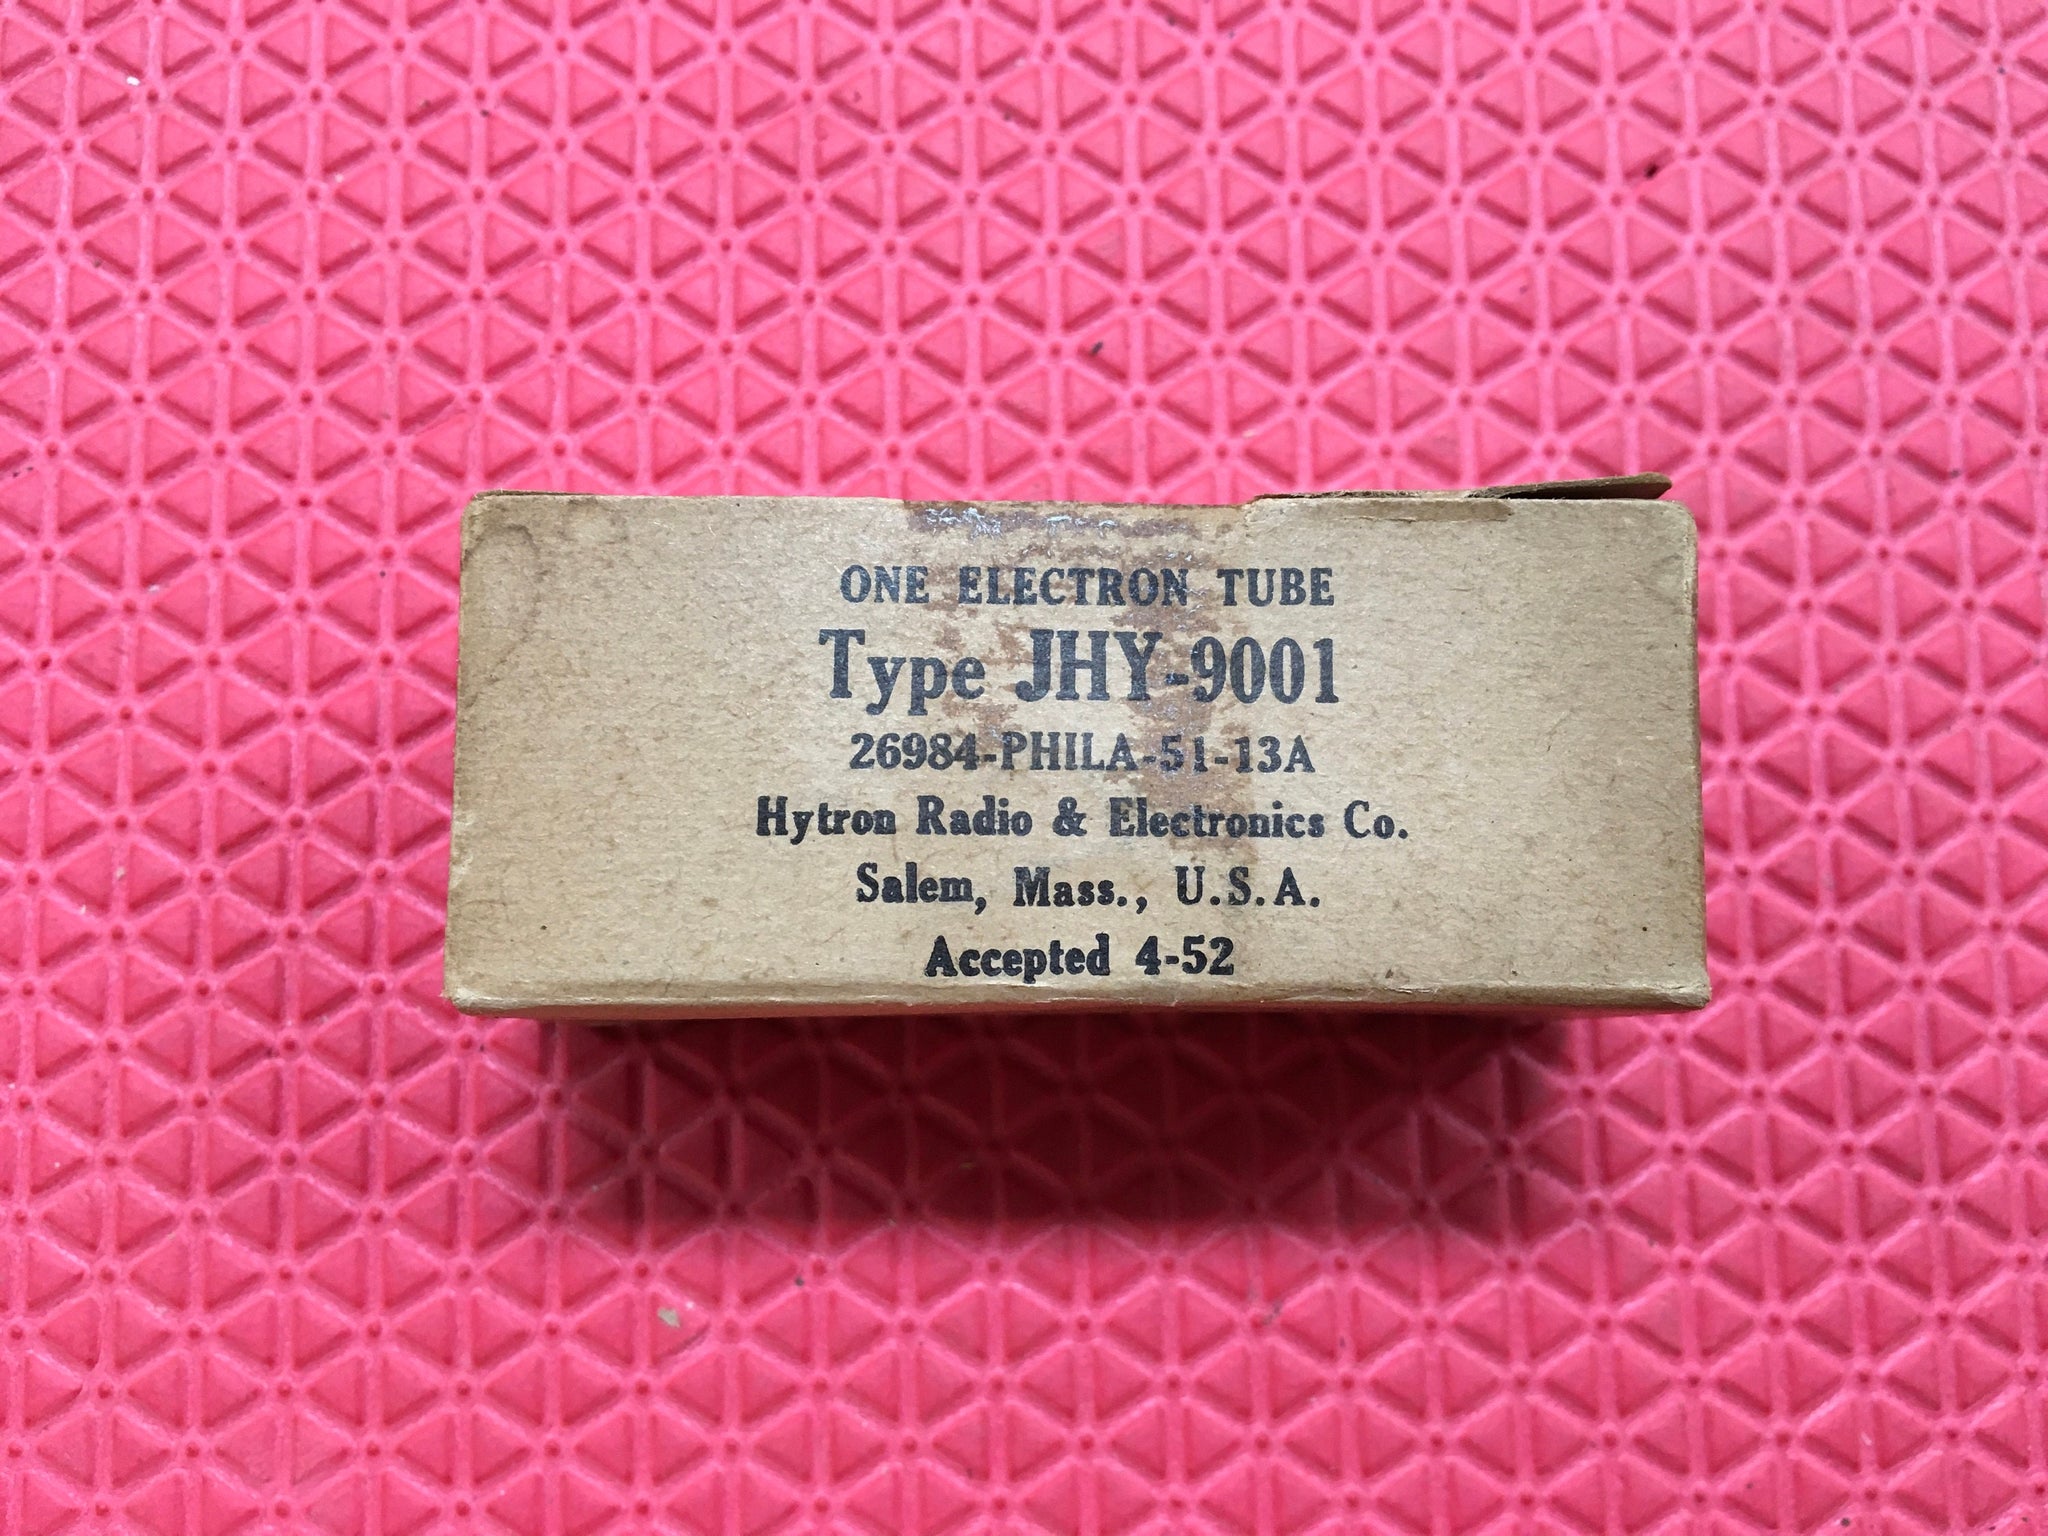 ONE ELECTRON TUBE
Type JHY-9001
26984-PHILA-51-13A
Hytron Radio & Electronics Co.
Salem, Mass., U.S.A.
Accepted 4-52